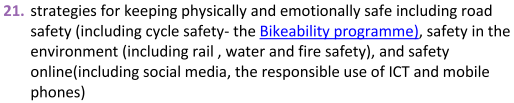 21. strategies for keeping physically and emotionally safe including road
safety (including cycle safety- the Bikeability programme), safety in the
environment (including rail , water and fire safety), and safety
online(including social media, the responsible use of ICT and mobile
phones)